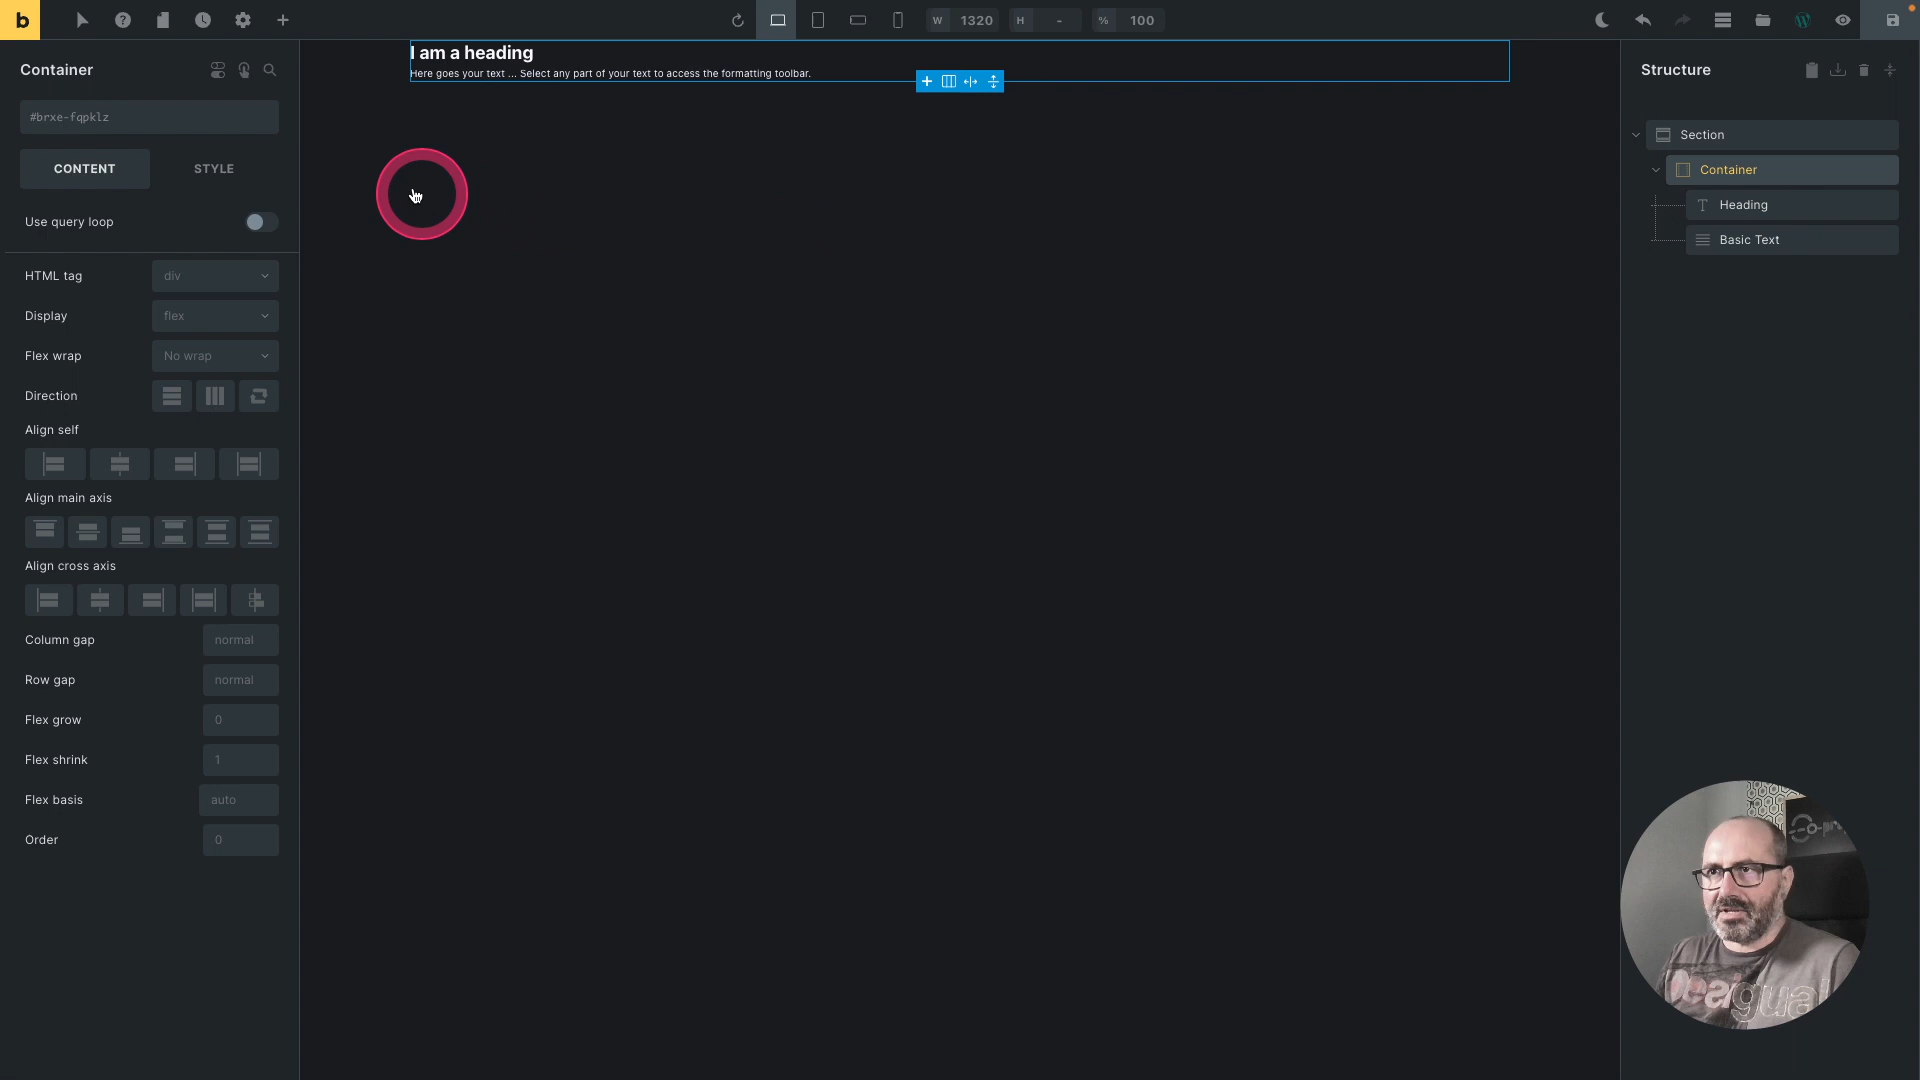 b
W 1320 H - % 100
Container
#brxe-fqpklz
CONTENT STYLE
Use query loop
HTML tag div
Display flex
Flex wrap No wrap
Direction
Align self
Align main axis
Align cross axis
Column gap normal
Row gap normal
Flex grow 0
Flex shrink 1
Flex basis auto
Order 0
I am a heading
Here goes your text ... Select any part of your text to access the formatting toolbar.
Structure
Section
Container
Heading
Basic Text